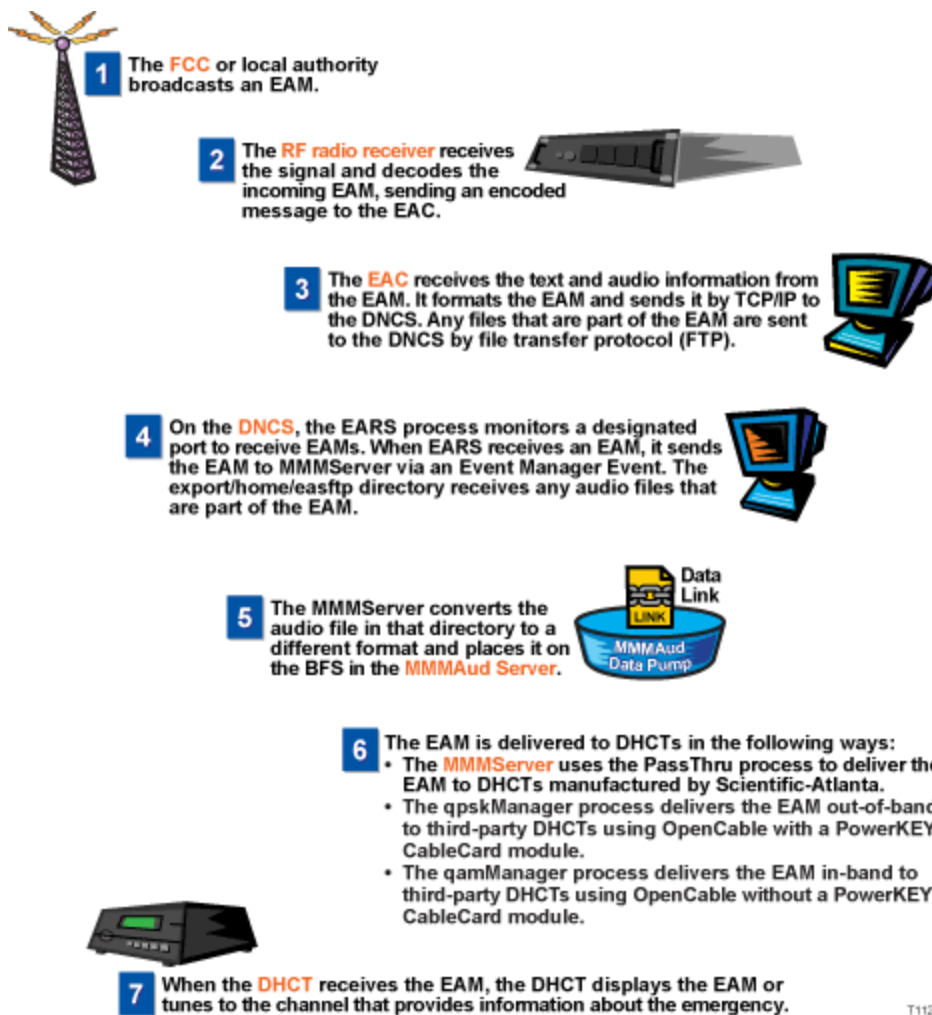 1
The FCC or local authority
broadcasts an EAM.
2
The RF radio receiver receives
the signal and decodes the
incoming EAM, sending an encoded
message to the EAC.
3
The EAC receives the text and audio information from
the EAM. It formats the EAM and sends it by TCP/IP to
the DNCS. Any files that are part of the EAM are sent
to the DNCS by file transfer protocol (FTP).
4
On the DNCS, the EARS process monitors a designated
port to receive EAMs. When EARS receives an EAM, it sends
the EAM to MMMServer via an Event Manager Event. The
export/home/easftp directory receives any audio files that
are part of the EAM.
5
The MMMServer converts the
audio file in that directory to a
different format and places it on
the BFS in the MMMAud Server.
Data
Link
LINK
MMMAud
Data Pump
6
The EAM is delivered to DHCTs in the following ways:
• The MMMServer uses the PassThru process to deliver the
EAM to DHCTs manufactured by Scientific-Atlanta.
• The qpskManager process delivers the EAM out-of-band
to third-party DHCTs using OpenCable with a PowerKEY
CableCard module.
• The qamManager process delivers the EAM in-band to
third-party DHCTs using OpenCable without a PowerKEY
CableCard module.
7
When the DHCT receives the EAM, the DHCT displays the EAM or
tunes to the channel that provides information about the emergency.
T112